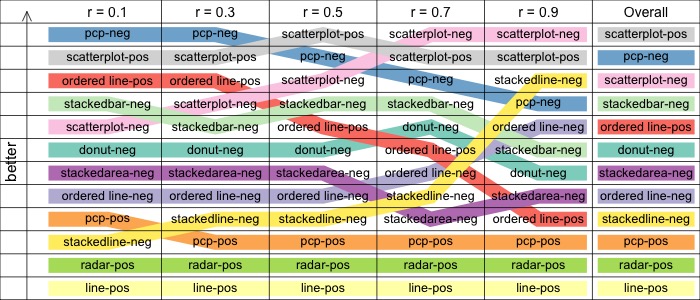 r = 0.1 r = 0.3 r = 0.5 r = 0.7 r = 0.9 Overall
pcp-neg pcp-neg scatterplot-pos scatterplot-neg scatterplot-neg scatterplot-pos
scatterplot-pos scatterplot-pos pcp-neg scatterplot-pos scatterplot-pos pcp-neg
ordered line-pos ordered line-pos scatterplot-neg pcp-neg stackedline-neg scatterplot-neg
stackedbar-neg scatterplot-neg stackedbar-neg stackedbar-neg pcp-neg stackedbar-neg
scatterplot-neg stackedbar-neg ordered line-pos donut-neg ordered line-neg ordered line-pos
donut-neg donut-neg donut-neg ordered line-pos stackedbar-neg donut-neg
stackedarea-neg stackedarea-neg stackedarea-neg ordered line-neg donut-neg stackedarea-neg
ordered line-neg ordered line-neg ordered line-neg stackedline-neg stackedarea-neg ordered line-neg
pcp-pos stackedline-neg stackedline-neg stackedarea-neg ordered line-pos stackedline-neg
stackedline-neg pcp-pos pcp-pos pcp-pos pcp-pos pcp-pos
radar-pos radar-pos radar-pos radar-pos radar-pos radar-pos
line-pos line-pos line-pos line-pos line-pos line-pos
better